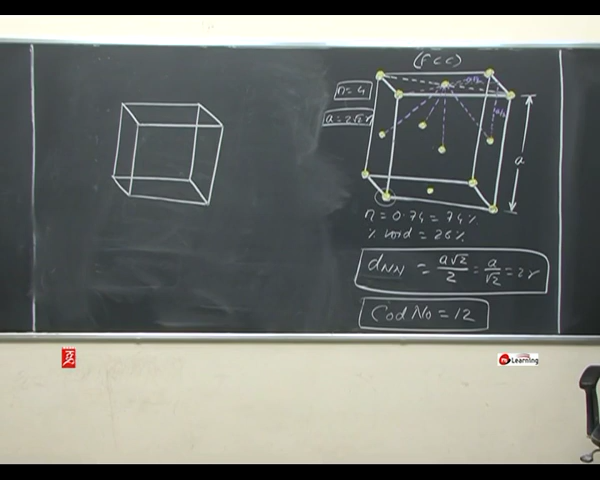 (FCC)
n = 4
a = 2√2 r
a
η = 0.74 = 74%
% void = 26%
dNN = a√2/2 = a/√2 = 2r
Cod No = 12
Learning